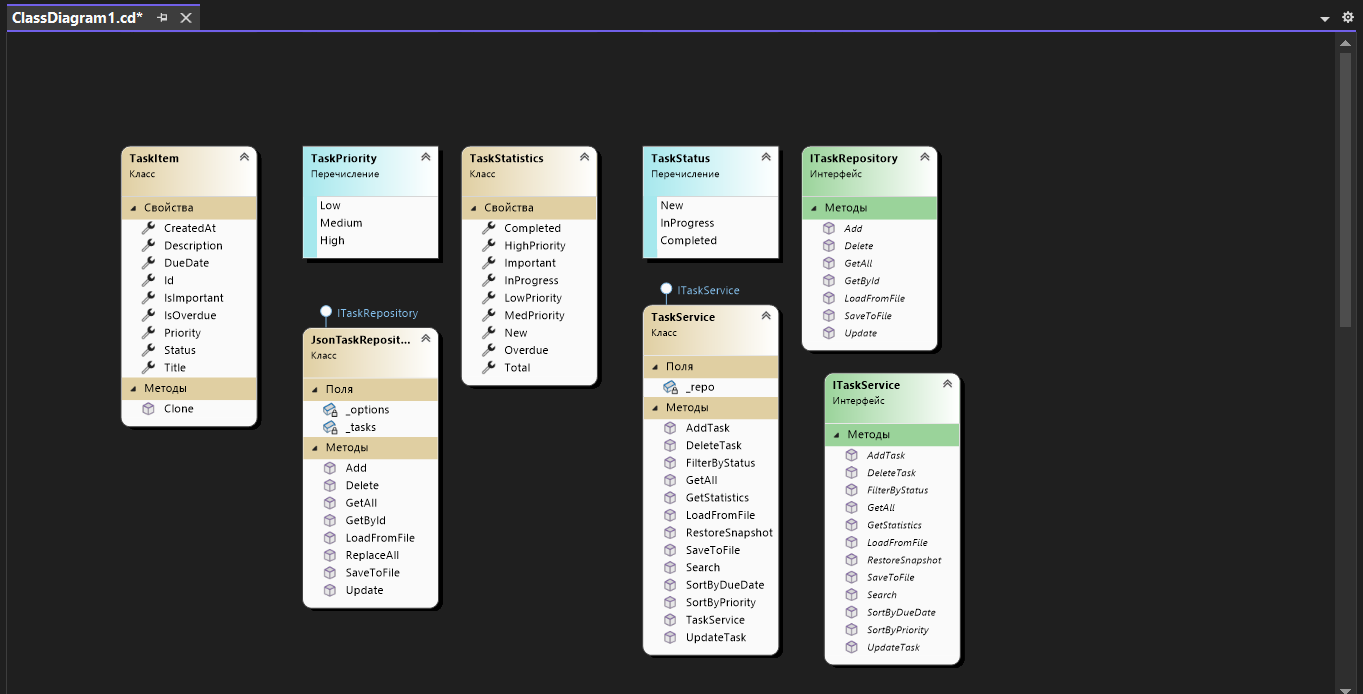 ClassDiagram1.cd*
TaskItem
Класс
Свойства
CreatedAt
Description
DueDate
Id
IsImportant
IsOverdue
Priority
Status
Title
Методы
Clone
TaskPriority
Перечисление
Low
Medium
High
ITaskRepository
JsonTaskReposit...
Класс
Поля
_options
_tasks
Методы
Add
Delete
GetAll
GetById
LoadFromFile
ReplaceAll
SaveToFile
Update
TaskStatistics
Класс
Свойства
Completed
HighPriority
Important
InProgress
LowPriority
MedPriority
New
Overdue
Total
TaskStatus
Перечисление
New
InProgress
Completed
ITaskService
TaskService
Класс
Поля
_repo
Методы
AddTask
DeleteTask
FilterByStatus
GetAll
GetStatistics
LoadFromFile
RestoreSnapshot
SaveToFile
Search
SortByDueDate
SortByPriority
TaskService
UpdateTask
ITaskRepository
Интерфейс
Методы
Add
Delete
GetAll
GetById
LoadFromFile
SaveToFile
Update
ITaskService
Интерфейс
Методы
AddTask
DeleteTask
FilterByStatus
GetAll
GetStatistics
LoadFromFile
RestoreSnapshot
SaveToFile
Search
SortByDueDate
SortByPriority
UpdateTask